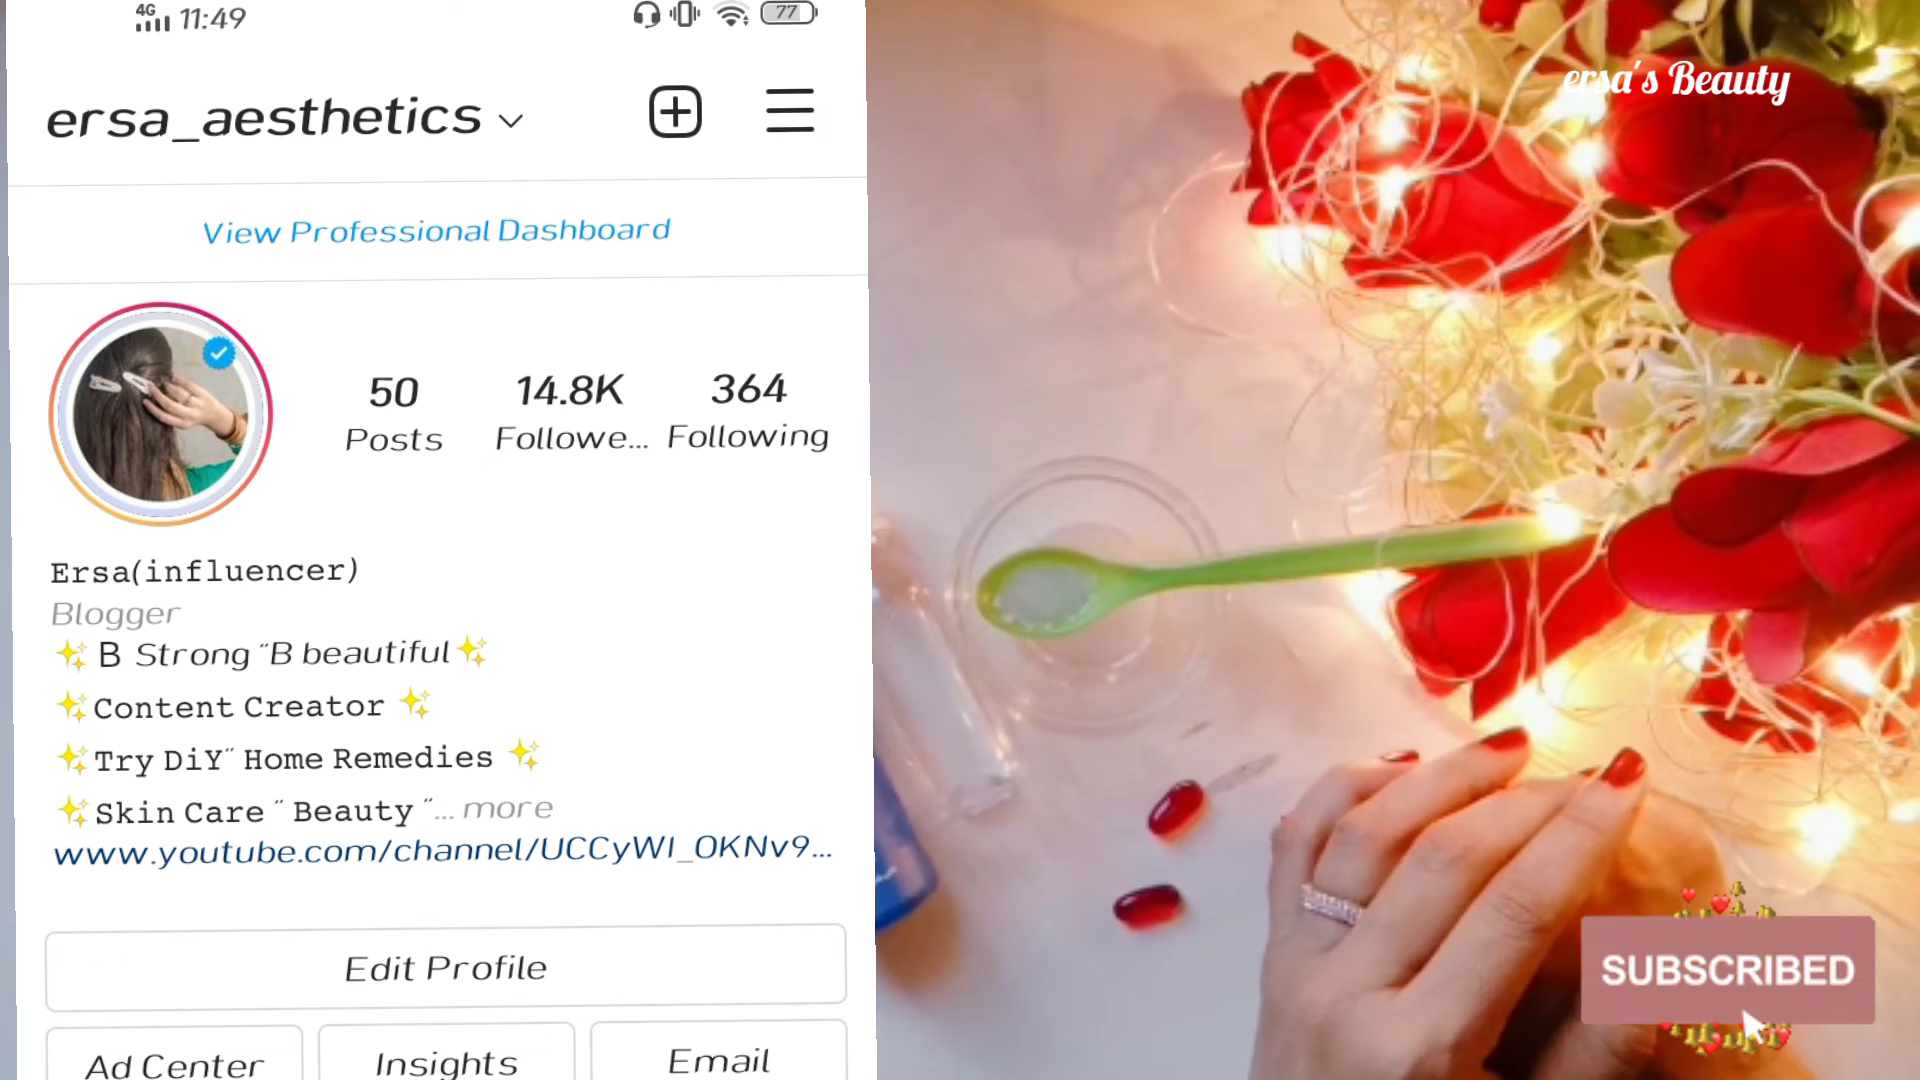 4G 11:49 77
ersa_aesthetics
View Professional Dashboard
50 14.8K 364
Posts Followe... Following
Ersa(influencer)
Blogger
✨ B Strong ̈B beautiful✨
✨Content Creator ✨
✨Try DiY ̈ Home Remedies ✨
✨Skin Care ̈ Beauty ̈... more
www.youtube.com/channel/UCCyWI_OKNv9...
Edit Profile
Ad Center Insights Email
ersa's Beauty
SUBSCRIBED